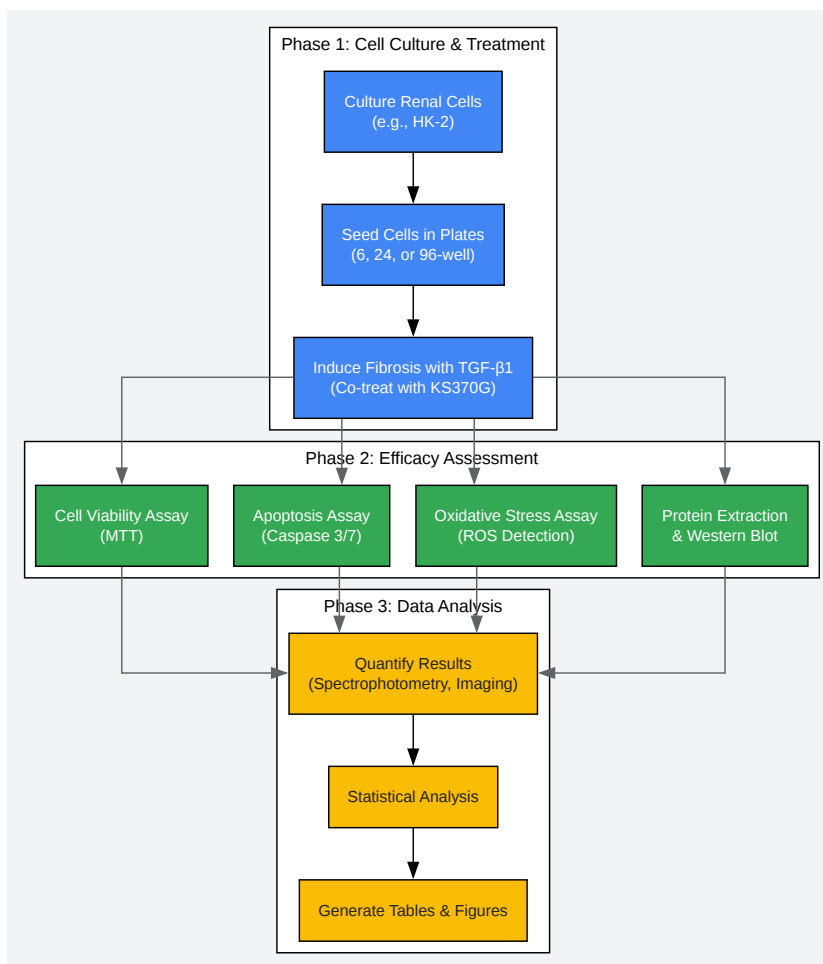 Phase 1: Cell Culture & Treatment
Culture Renal Cells
(e.g., HK-2)
Seed Cells in Plates
(6, 24, or 96-well)
Induce Fibrosis with TGF-β1
(Co-treat with KS370G)
Phase 2: Efficacy Assessment
Cell Viability Assay
(MTT)
Apoptosis Assay
(Caspase 3/7)
Oxidative Stress Assay
(ROS Detection)
Protein Extraction
& Western Blot
Phase 3: Data Analysis
Quantify Results
(Spectrophotometry, Imaging)
Statistical Analysis
Generate Tables & Figures